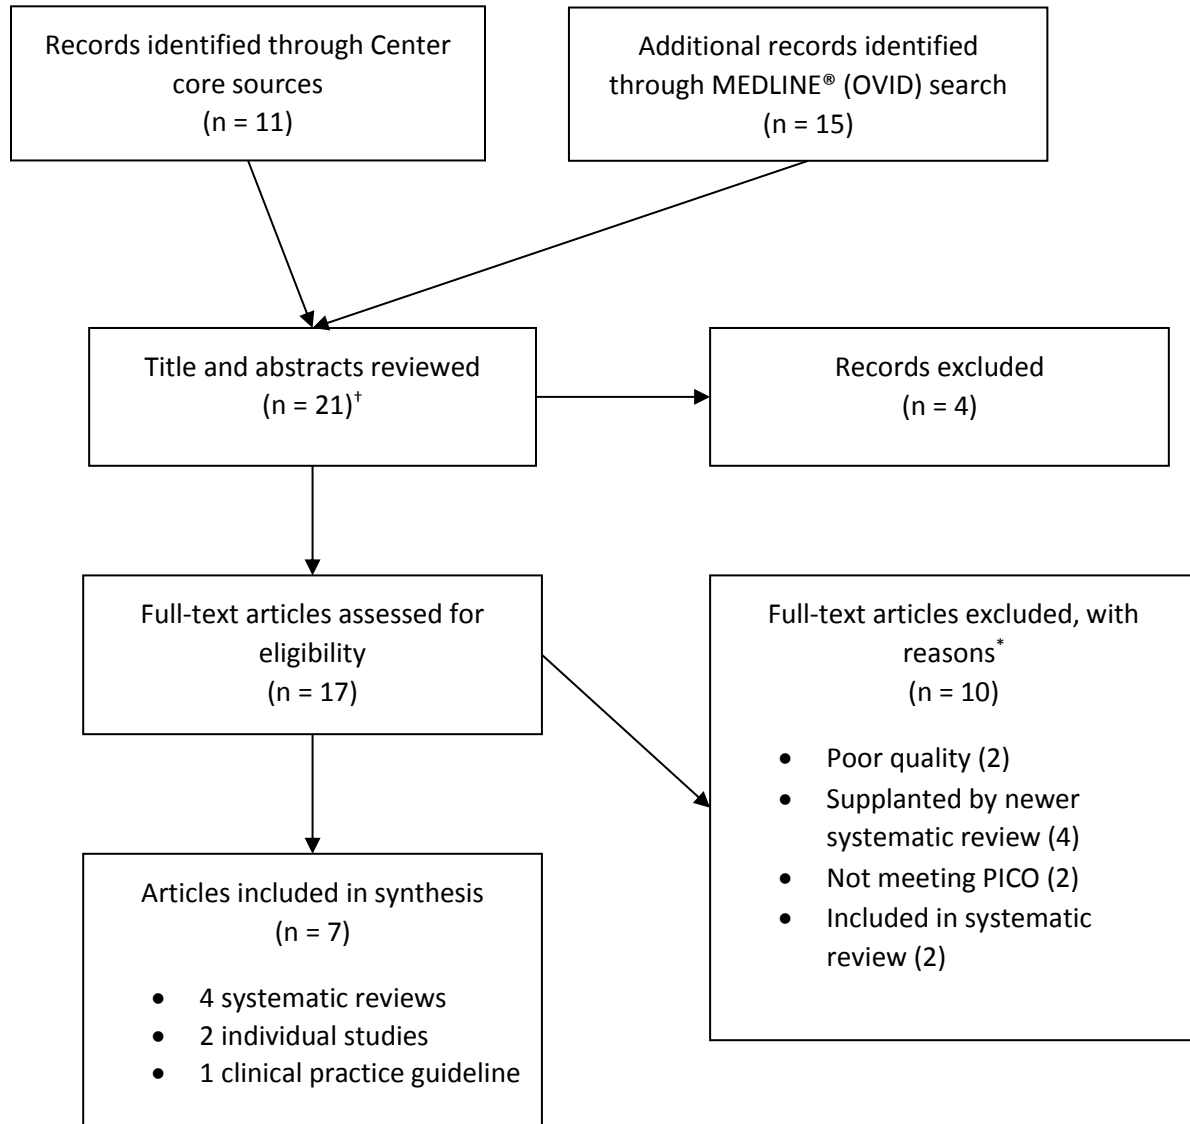 Records identified through Center
core sources
(n = 11)
Additional records identified
through MEDLINE® (OVID) search
(n = 15)
Title and abstracts reviewed
(n = 21)†
Records excluded
(n = 4)
Full-text articles assessed for
eligibility
(n = 17)
Full-text articles excluded, with
reasons*
(n = 10)
• Poor quality (2)
• Supplanted by newer
systematic review (4)
• Not meeting PICO (2)
• Included in systematic
review (2)
Articles included in synthesis
(n = 7)
• 4 systematic reviews
• 2 individual studies
• 1 clinical practice guideline